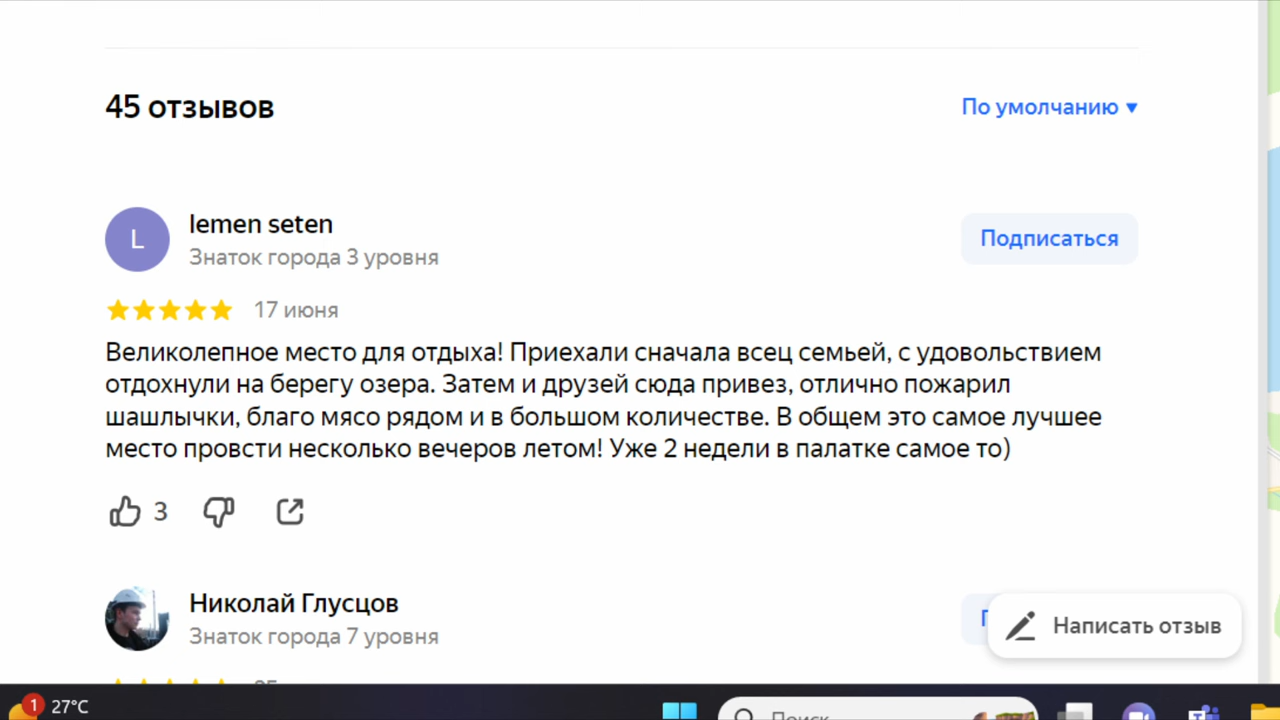 45 отзывов
По умолчанию
L
lemen seten
Знаток города 3 уровня
Подписаться
17 июня
Великолепное место для отдыха! Приехали сначала всец семьей, с удовольствием
отдохнули на берегу озера. Затем и друзей сюда привез, отлично пожарил
шашлычки, благо мясо рядом и в большом количестве. В общем это самое лучшее
место провсти несколько вечеров летом! Уже 2 недели в палатке самое то)
3
Николай Глусцов
Знаток города 7 уровня
Написать отзыв
1
27°C
Поиск